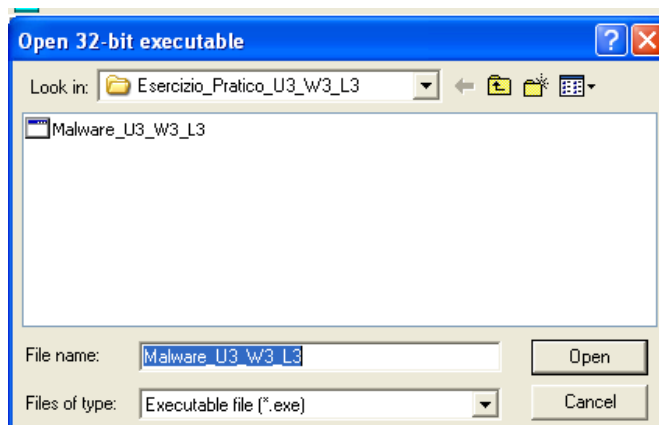 Open 32-bit executable
Look in: Esercizio_Pratico_U3_W3_L3
Malware_U3_W3_L3
File name: Malware_U3_W3_L3 Open
Files of type: Executable file (*.exe) Cancel